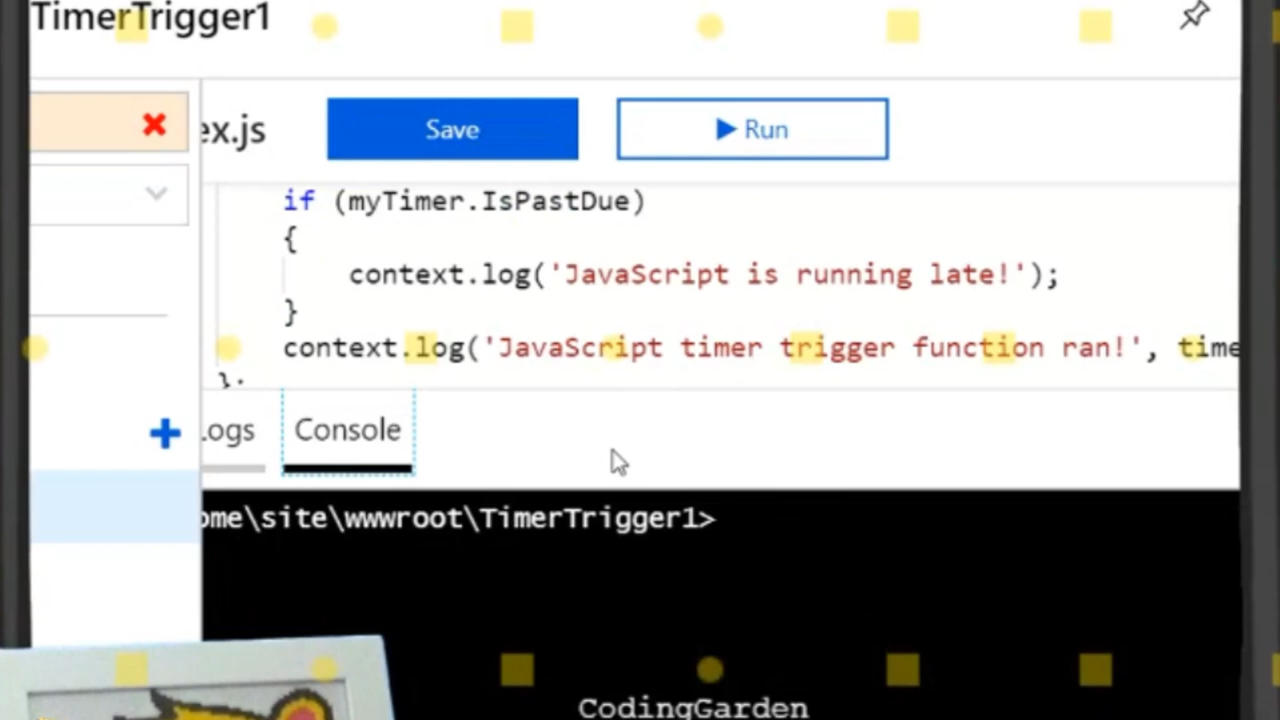 TimerTrigger1
ex.js
Save
Run
if (myTimer.IsPastDue)
{
context.log('JavaScript is running late!');
}
context.log('JavaScript timer trigger function ran!', time
};
Logs
Console
ome\site\wwwroot\TimerTrigger1>
CodingGarden